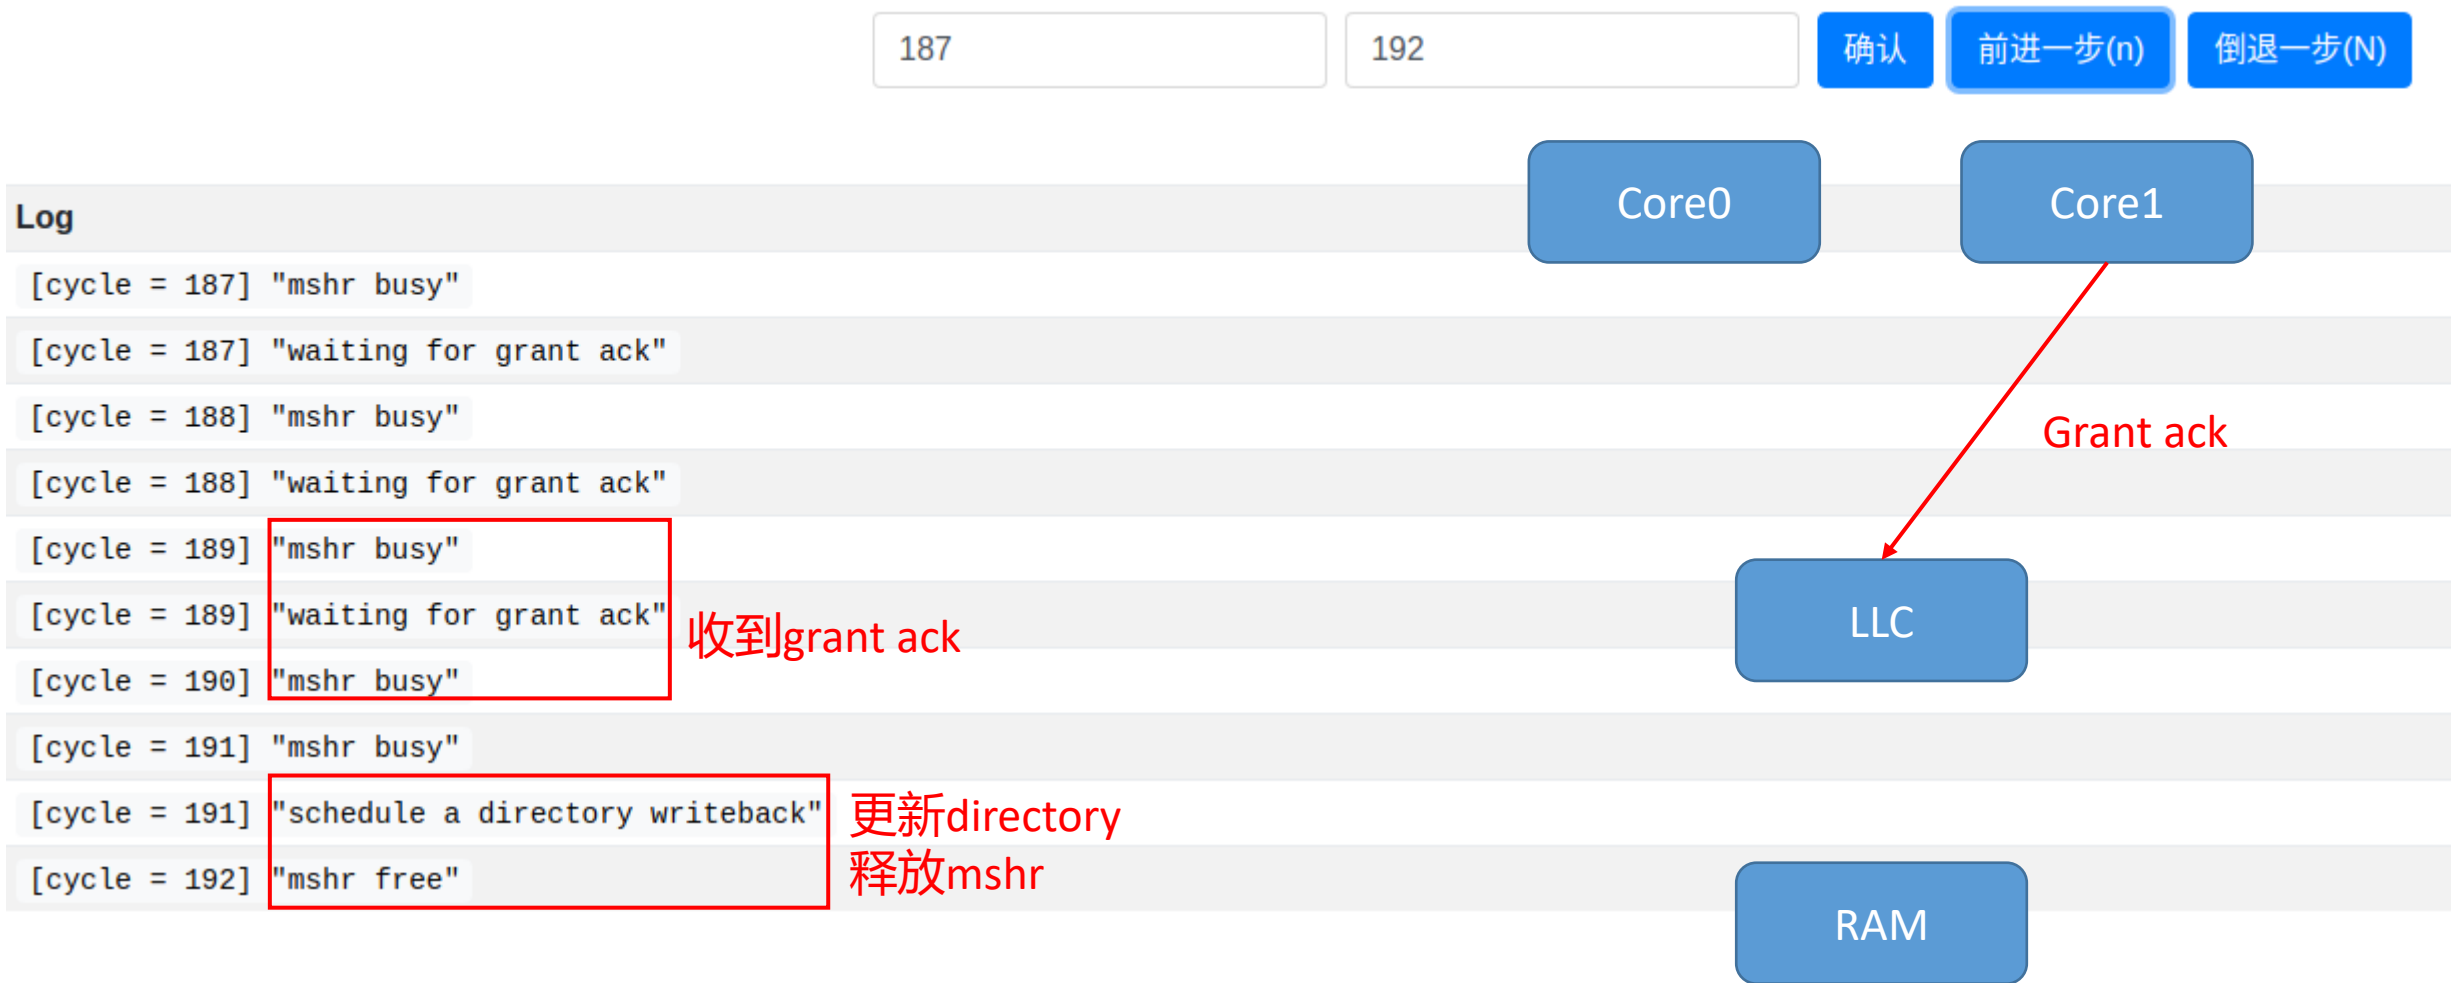 187
192
确认
前进一步(n)
倒退一步(N)
Core0
Core1
Log
[cycle = 187] "mshr busy"
[cycle = 187] "waiting for grant ack"
[cycle = 188] "mshr busy"
Grant ack
[cycle = 188] "waiting for grant ack"
[cycle = 189] "mshr busy"
[cycle = 189] "waiting for grant ack"
收到grant ack
LLC
[cycle = 190] "mshr busy"
[cycle = 191] "mshr busy"
[cycle = 191] "schedule a directory writeback"
更新directory
释放mshr
[cycle = 192] "mshr free"
RAM